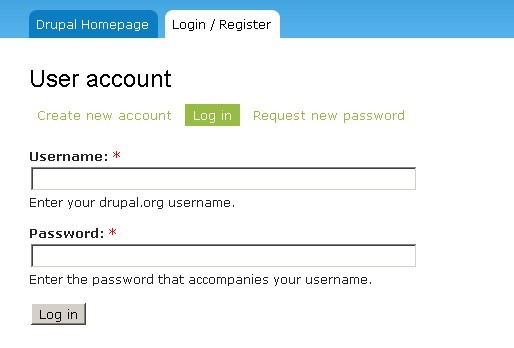 Drupal Homepage Login / Register
User account
Create new account Log in Request new password
Username: *
Enter your drupal.org username.
Password: *
Enter the password that accompanies your username.
Log in